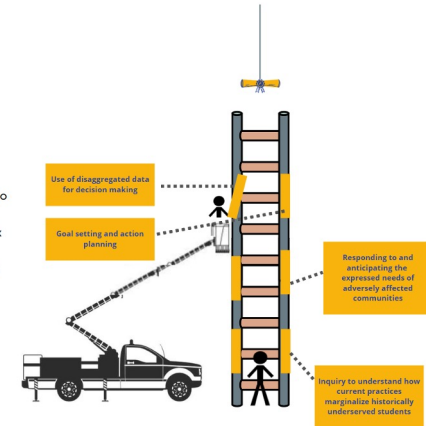 Use of disaggregated data
for decision making
Goal setting and action
planning
Responding to and
anticipating the
expressed needs of
adversely affected
communities
Inquiry to understand how
current practices
marginalize historically
underserved students